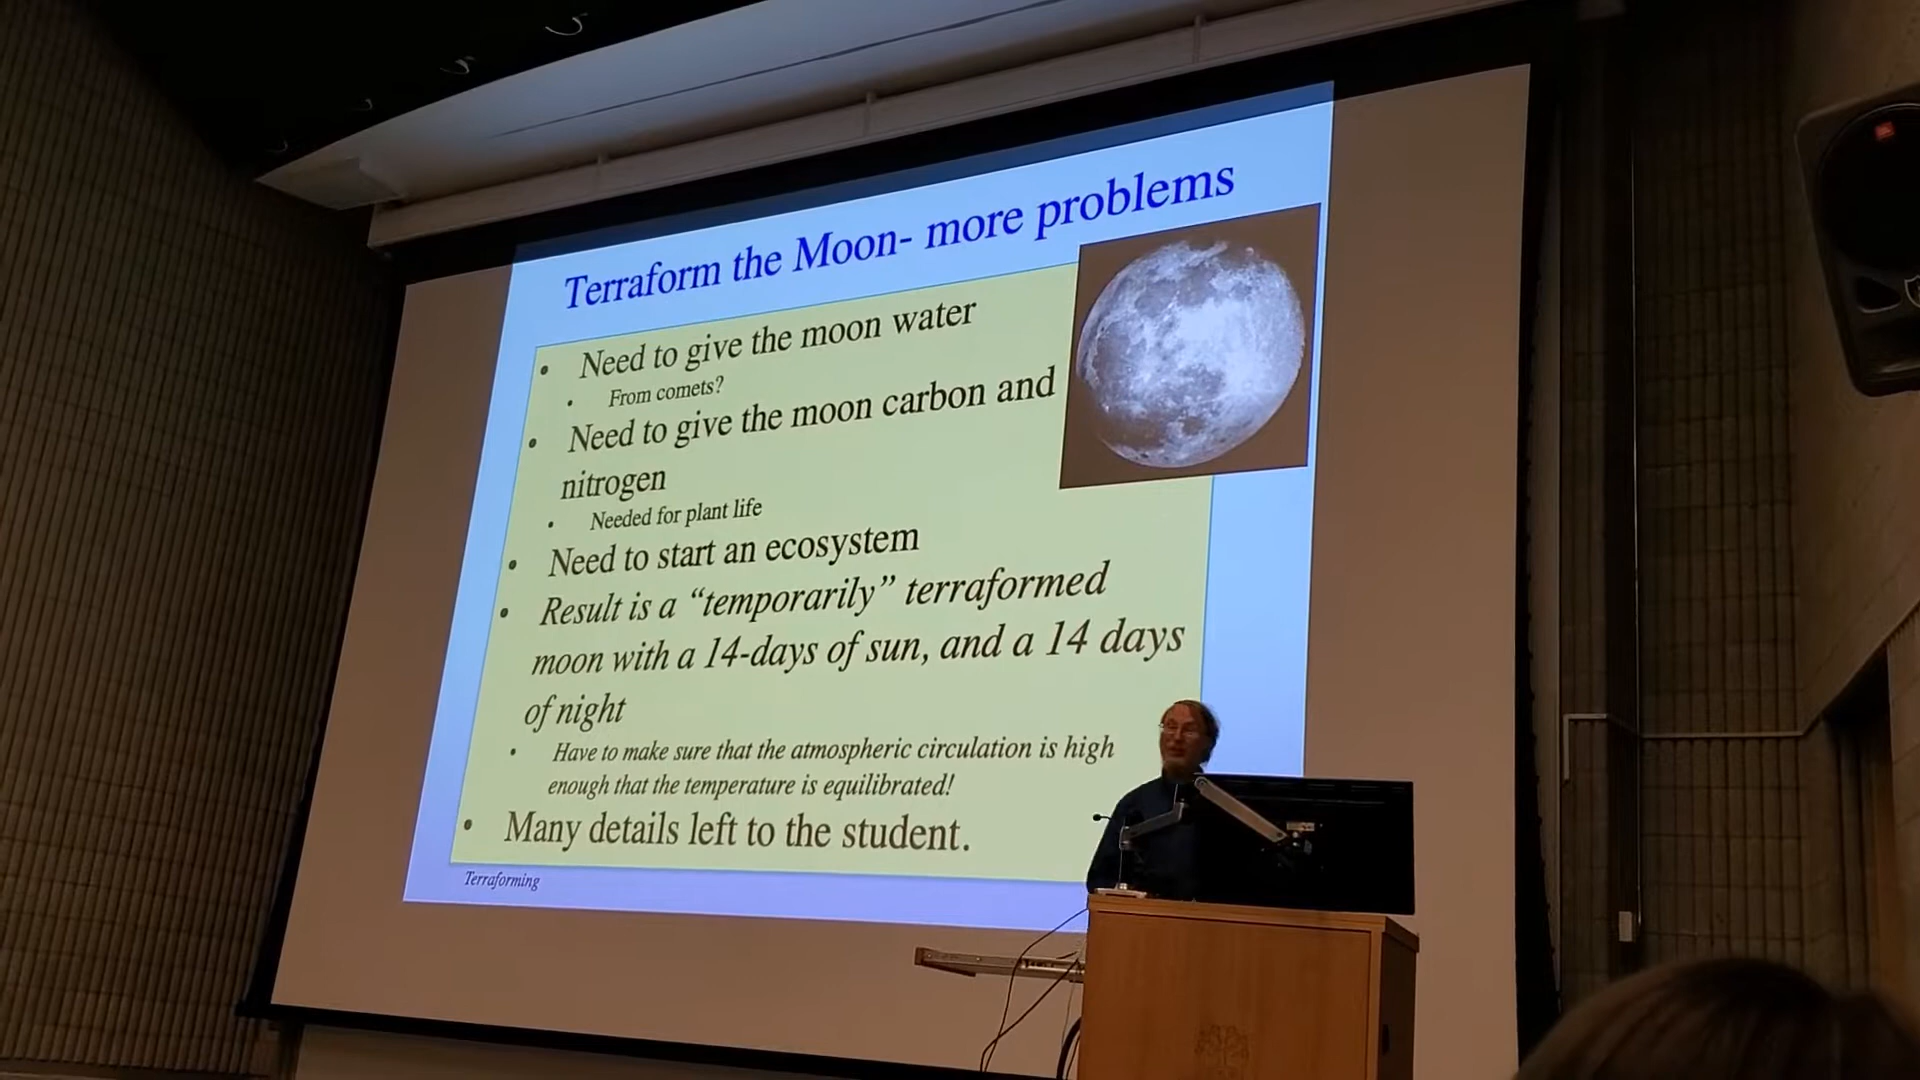 Terraform the Moon- more problems
• Need to give the moon water
• From comets?
• Need to give the moon carbon and
nitrogen
• Needed for plant life
• Need to start an ecosystem
• Result is a “temporarily” terraformed
moon with a 14-days of sun, and a 14 days
of night
• Have to make sure that the atmospheric circulation is high
enough that the temperature is equilibrated!
• Many details left to the student.
Terraforming